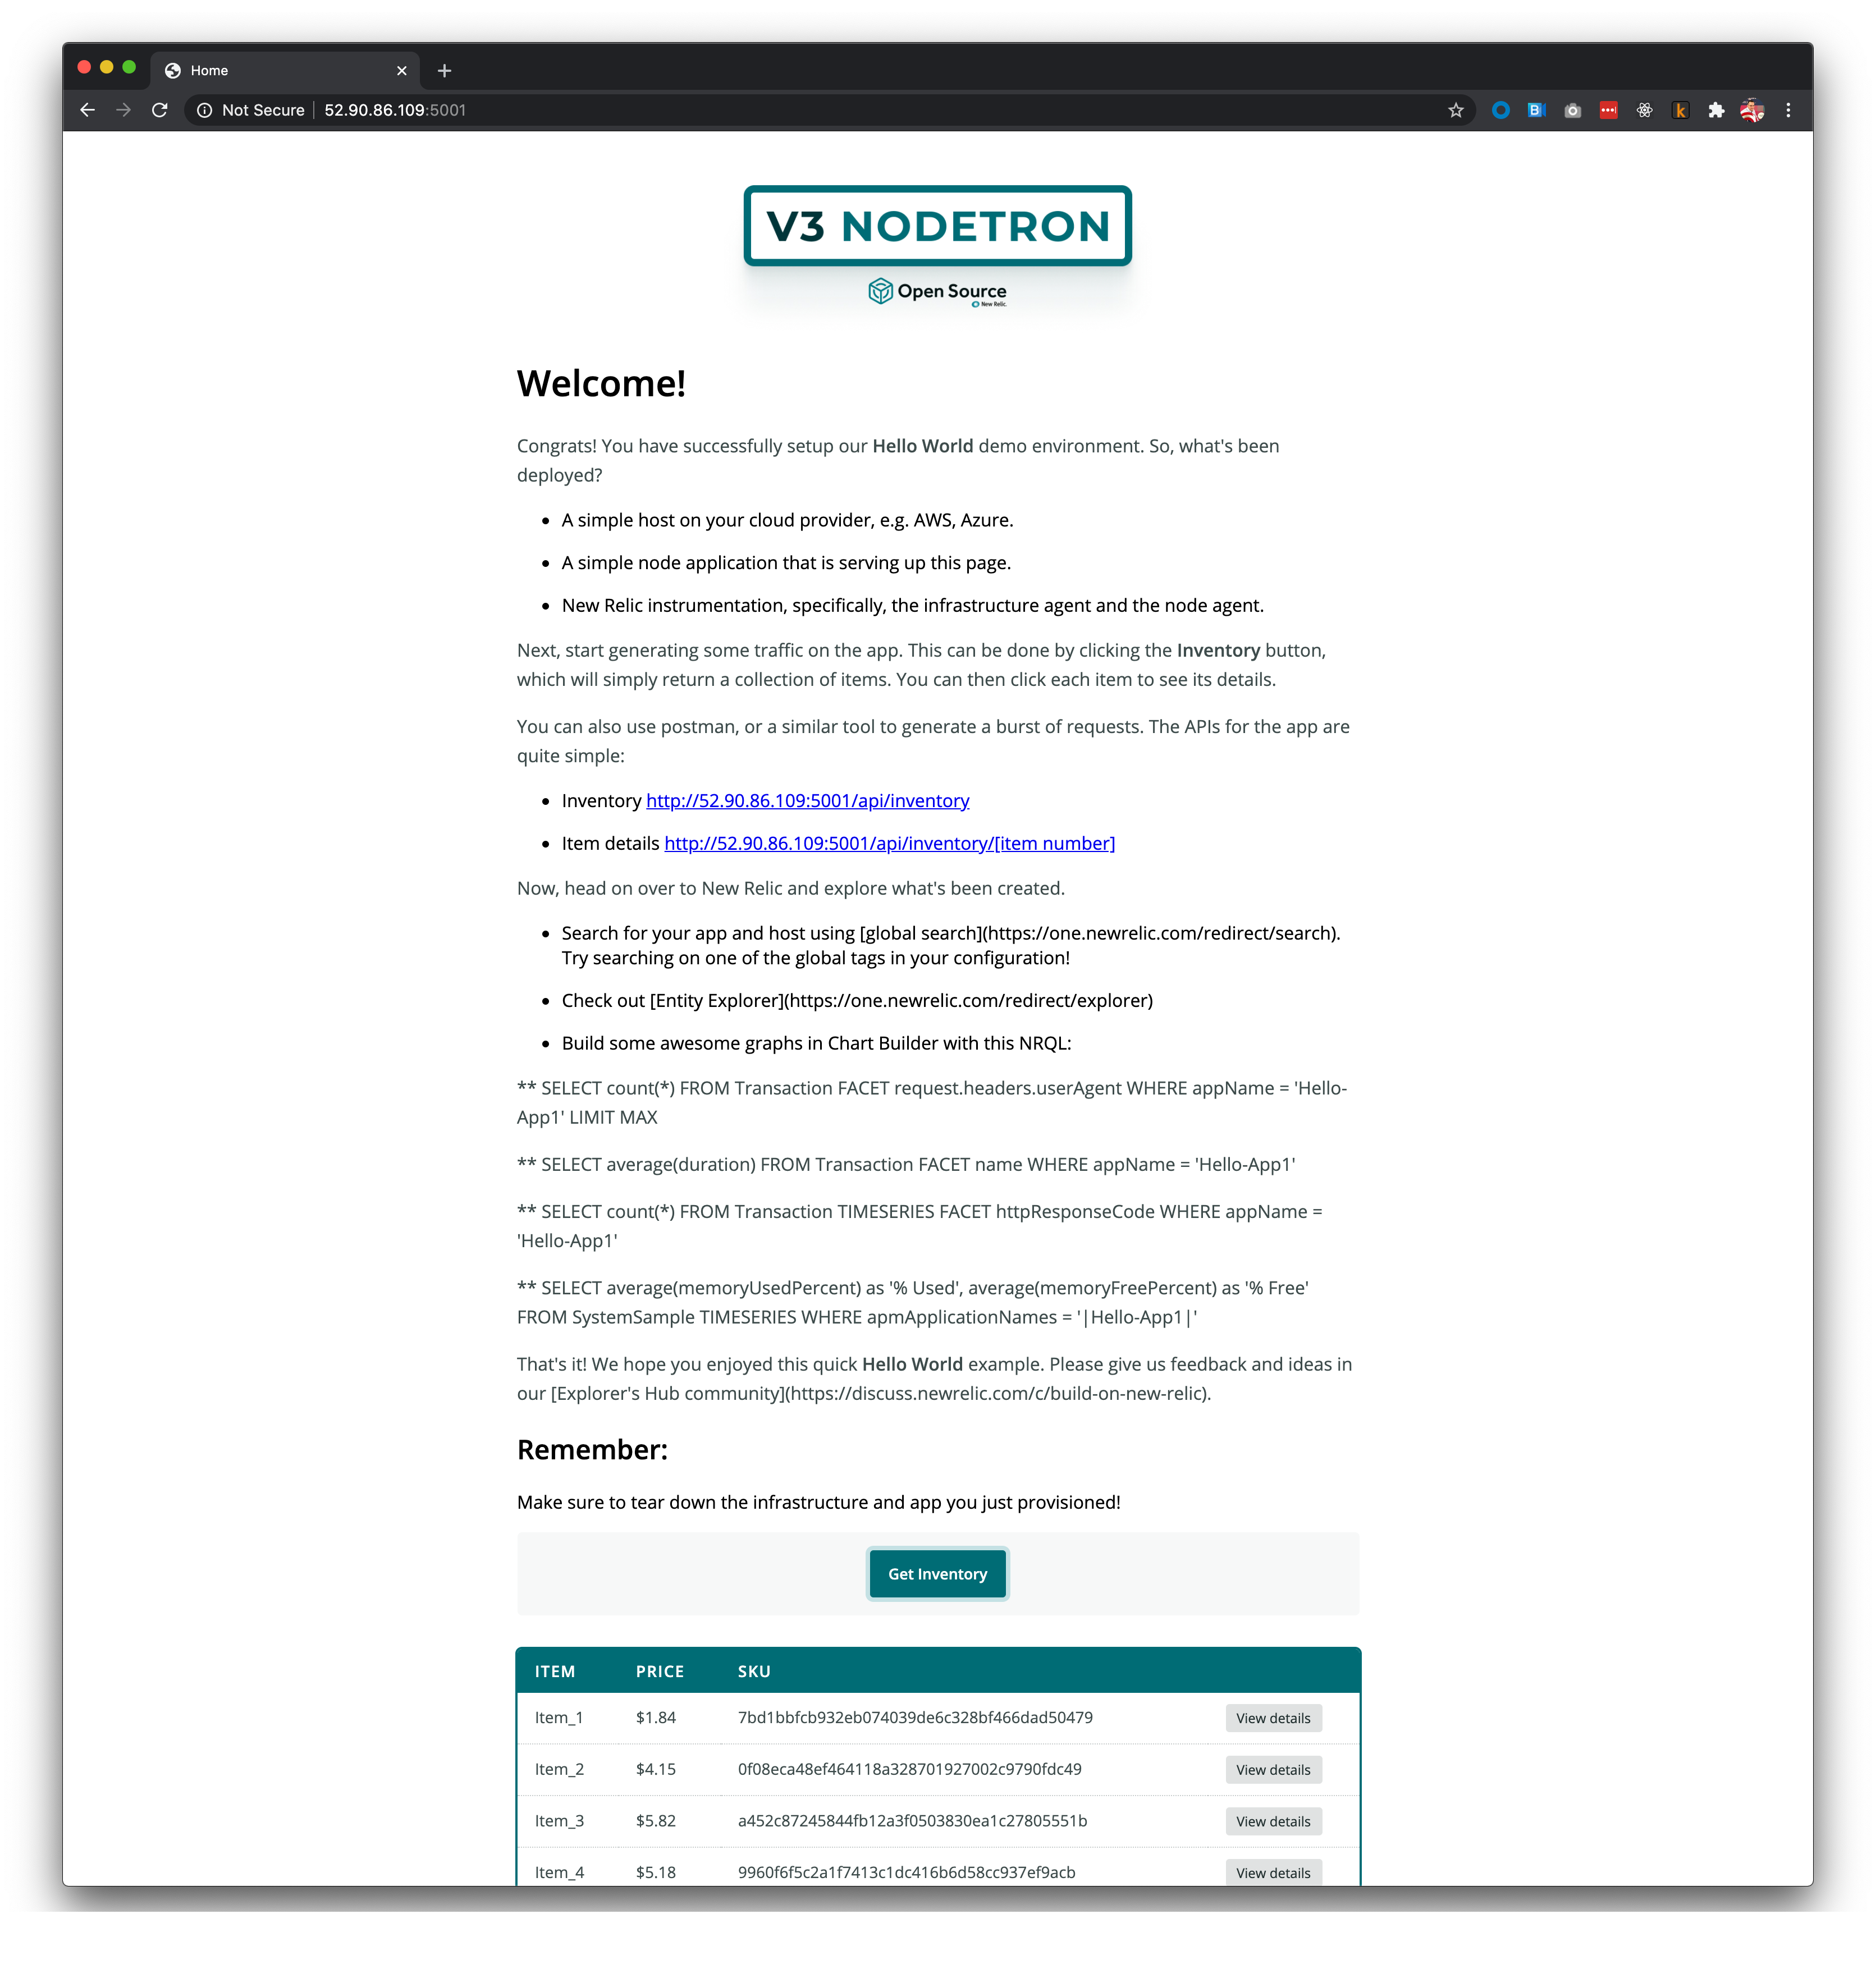 Home
Not Secure | 52.90.86.109:5001
V3 NODETRON
Open Source
New Relic
Welcome!
Congrats! You have successfully setup our Hello World demo environment. So, what's been
deployed?
• A simple host on your cloud provider, e.g. AWS, Azure.
• A simple node application that is serving up this page.
• New Relic instrumentation, specifically, the infrastructure agent and the node agent.
Next, start generating some traffic on the app. This can be done by clicking the Inventory button,
which will simply return a collection of items. You can then click each item to see its details.
You can also use postman, or a similar tool to generate a burst of requests. The APIs for the app are
quite simple:
• Inventory http://52.90.86.109:5001/api/inventory
• Item details http://52.90.86.109:5001/api/inventory/[item number]
Now, head on over to New Relic and explore what's been created.
• Search for your app and host using [global search](https://one.newrelic.com/redirect/search).
Try searching on one of the global tags in your configuration!
• Check out [Entity Explorer](https://one.newrelic.com/redirect/explorer)
• Build some awesome graphs in Chart Builder with this NRQL:
** SELECT count(*) FROM Transaction FACET request.headers.userAgent WHERE appName = 'Hello-
App1' LIMIT MAX
** SELECT average(duration) FROM Transaction FACET name WHERE appName = 'Hello-App1'
** SELECT count(*) FROM Transaction TIMESERIES FACET httpResponseCode WHERE appName =
'Hello-App1'
** SELECT average(memoryUsedPercent) as '% Used', average(memoryFreePercent) as '% Free'
FROM SystemSample TIMESERIES WHERE apmApplicationNames = '|Hello-App1|'
That's it! We hope you enjoyed this quick Hello World example. Please give us feedback and ideas in
our [Explorer's Hub community](https://discuss.newrelic.com/c/build-on-new-relic).
Remember:
Make sure to tear down the infrastructure and app you just provisioned!
Get Inventory
ITEM PRICE SKU
Item_1 $1.84 7bd1bbfcb932eb074039de6c328bf466dad50479 View details
Item_2 $4.15 0f08eca48ef464118a328701927002c9790fdc49 View details
Item_3 $5.82 a452c87245844fb12a3f0503830ea1c27805551b View details
Item_4 $5.18 9960f6f5c2a1f7413c1dc416b6d58cc937ef9acb View details